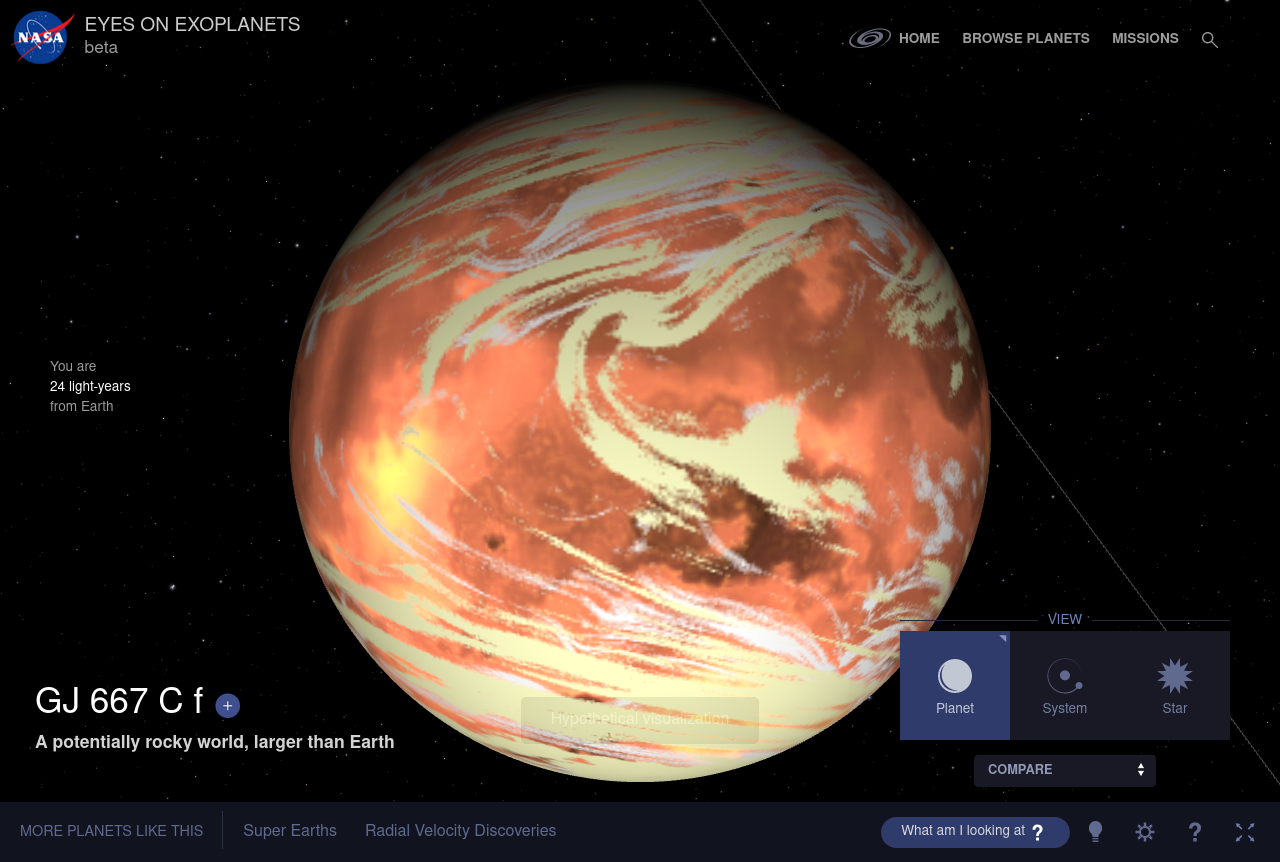 NASA
EYES ON EXOPLANETS
beta
HOME
BROWSE PLANETS
MISSIONS
You are
24 light-years
from Earth
VIEW
Planet
System
Star
GJ 667 C f +
A potentially rocky world, larger than Earth
Hypothetical visualization
COMPARE
MORE PLANETS LIKE THIS
Super Earths
Radial Velocity Discoveries
What am I looking at ?
?